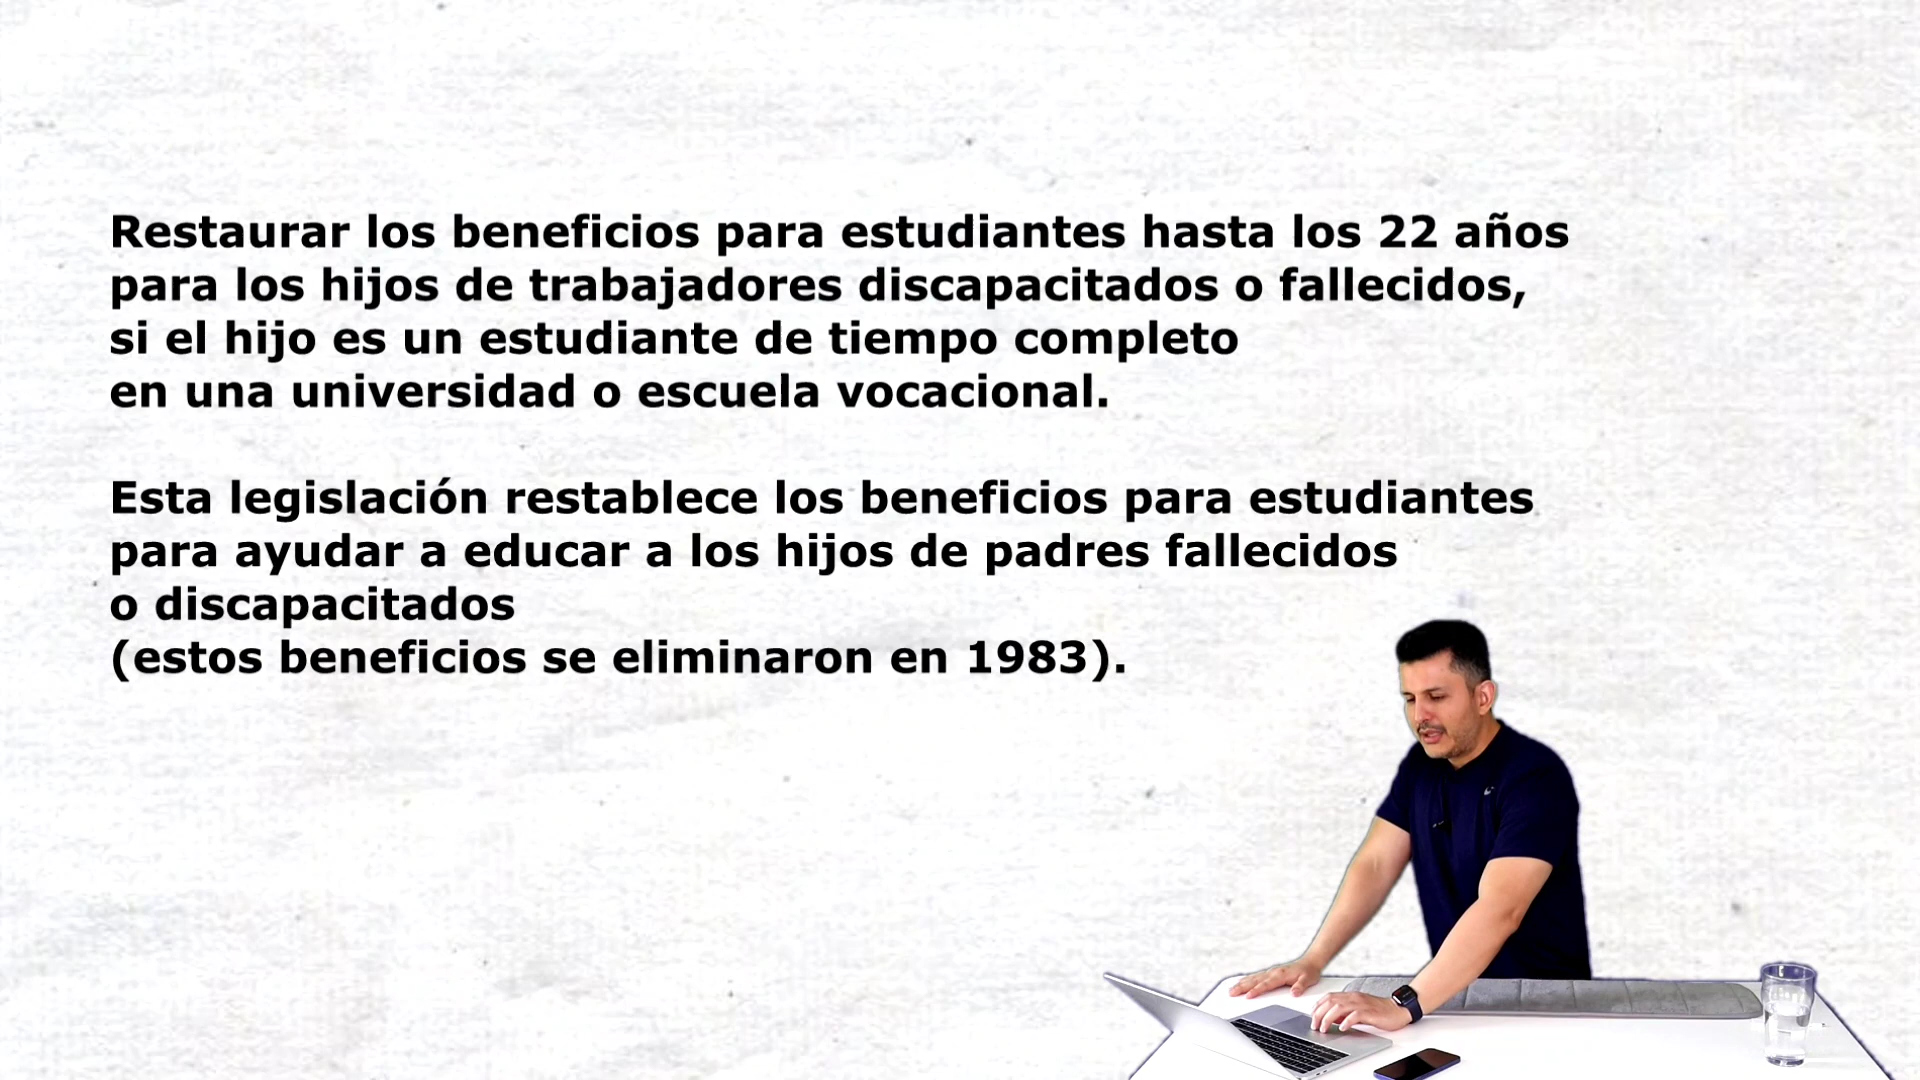 Restaurar los beneficios para estudiantes hasta los 22 años
para los hijos de trabajadores discapacitados o fallecidos,
si el hijo es un estudiante de tiempo completo
en una universidad o escuela vocacional.
Esta legislación restablece los beneficios para estudiantes
para ayudar a educar a los hijos de padres fallecidos
o discapacitados
(estos beneficios se eliminaron en 1983).